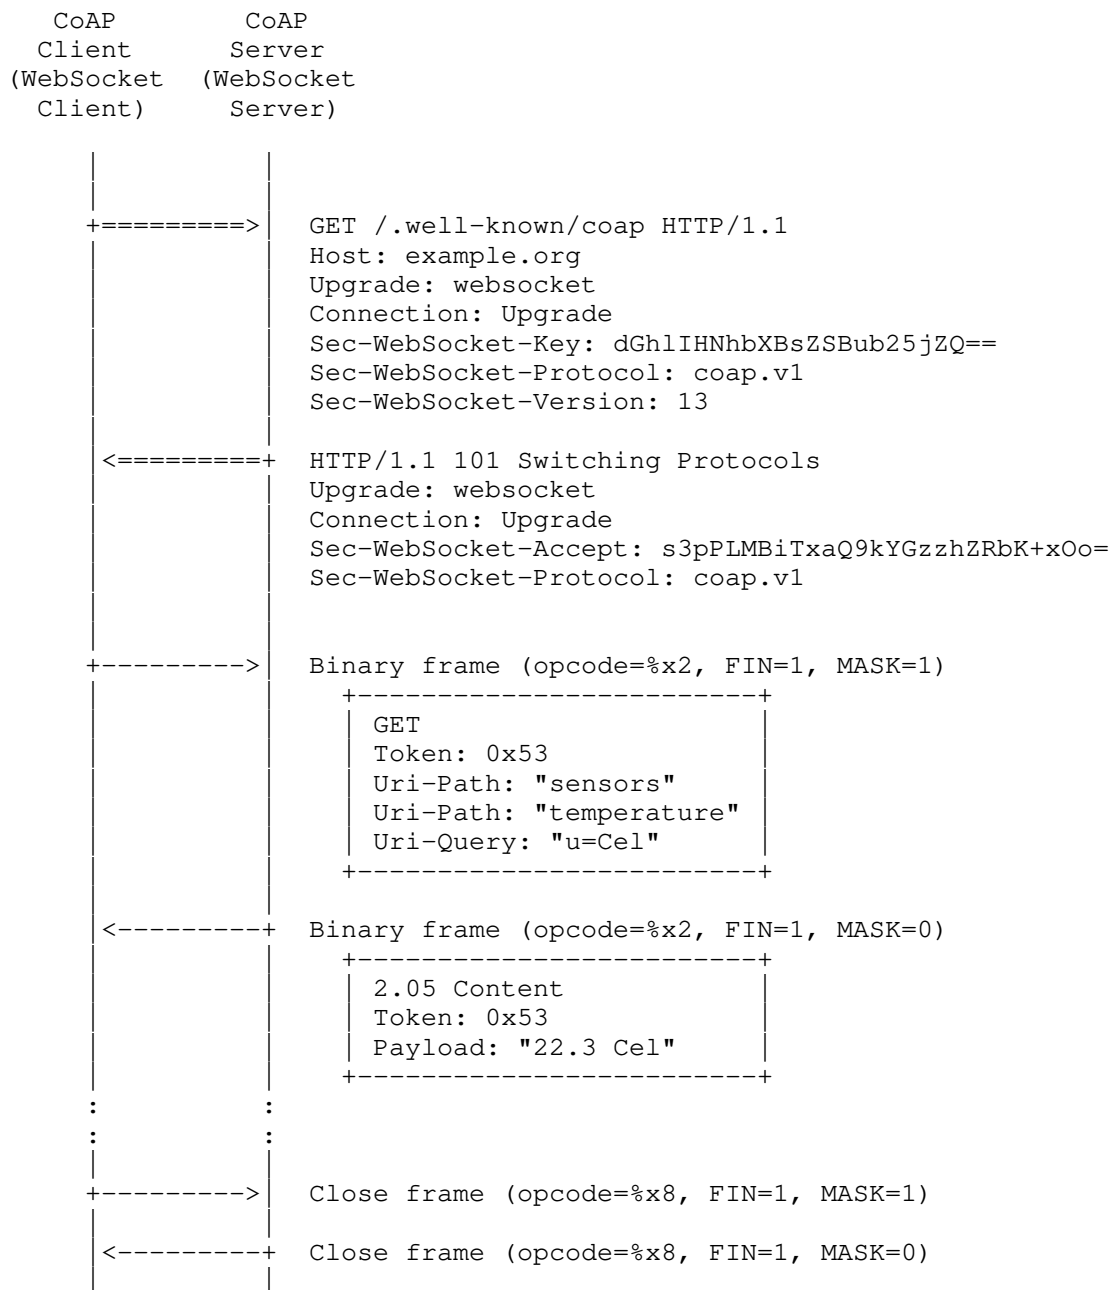 CoAP CoAP
Client Server
(WebSocket (WebSocket
Client) Server)
GET /.well-known/coap HTTP/1.1
Host: example.org
Upgrade: websocket
Connection: Upgrade
Sec-WebSocket-Key: dGhlIHNhbXBsZSBub25jZQ==
Sec-WebSocket-Protocol: coap.v1
Sec-WebSocket-Version: 13
HTTP/1.1 101 Switching Protocols
Upgrade: websocket
Connection: Upgrade
Sec-WebSocket-Accept: s3pPLMBiTxaQ9kYGzzhZRbK+xOo=
Sec-WebSocket-Protocol: coap.v1
Binary frame (opcode=%x2, FIN=1, MASK=1)
GET
Token: 0x53
Uri-Path: "sensors"
Uri-Path: "temperature"
Uri-Query: "u=Cel"
Binary frame (opcode=%x2, FIN=1, MASK=0)
2.05 Content
Token: 0x53
Payload: "22.3 Cel"
Close frame (opcode=%x8, FIN=1, MASK=1)
Close frame (opcode=%x8, FIN=1, MASK=0)